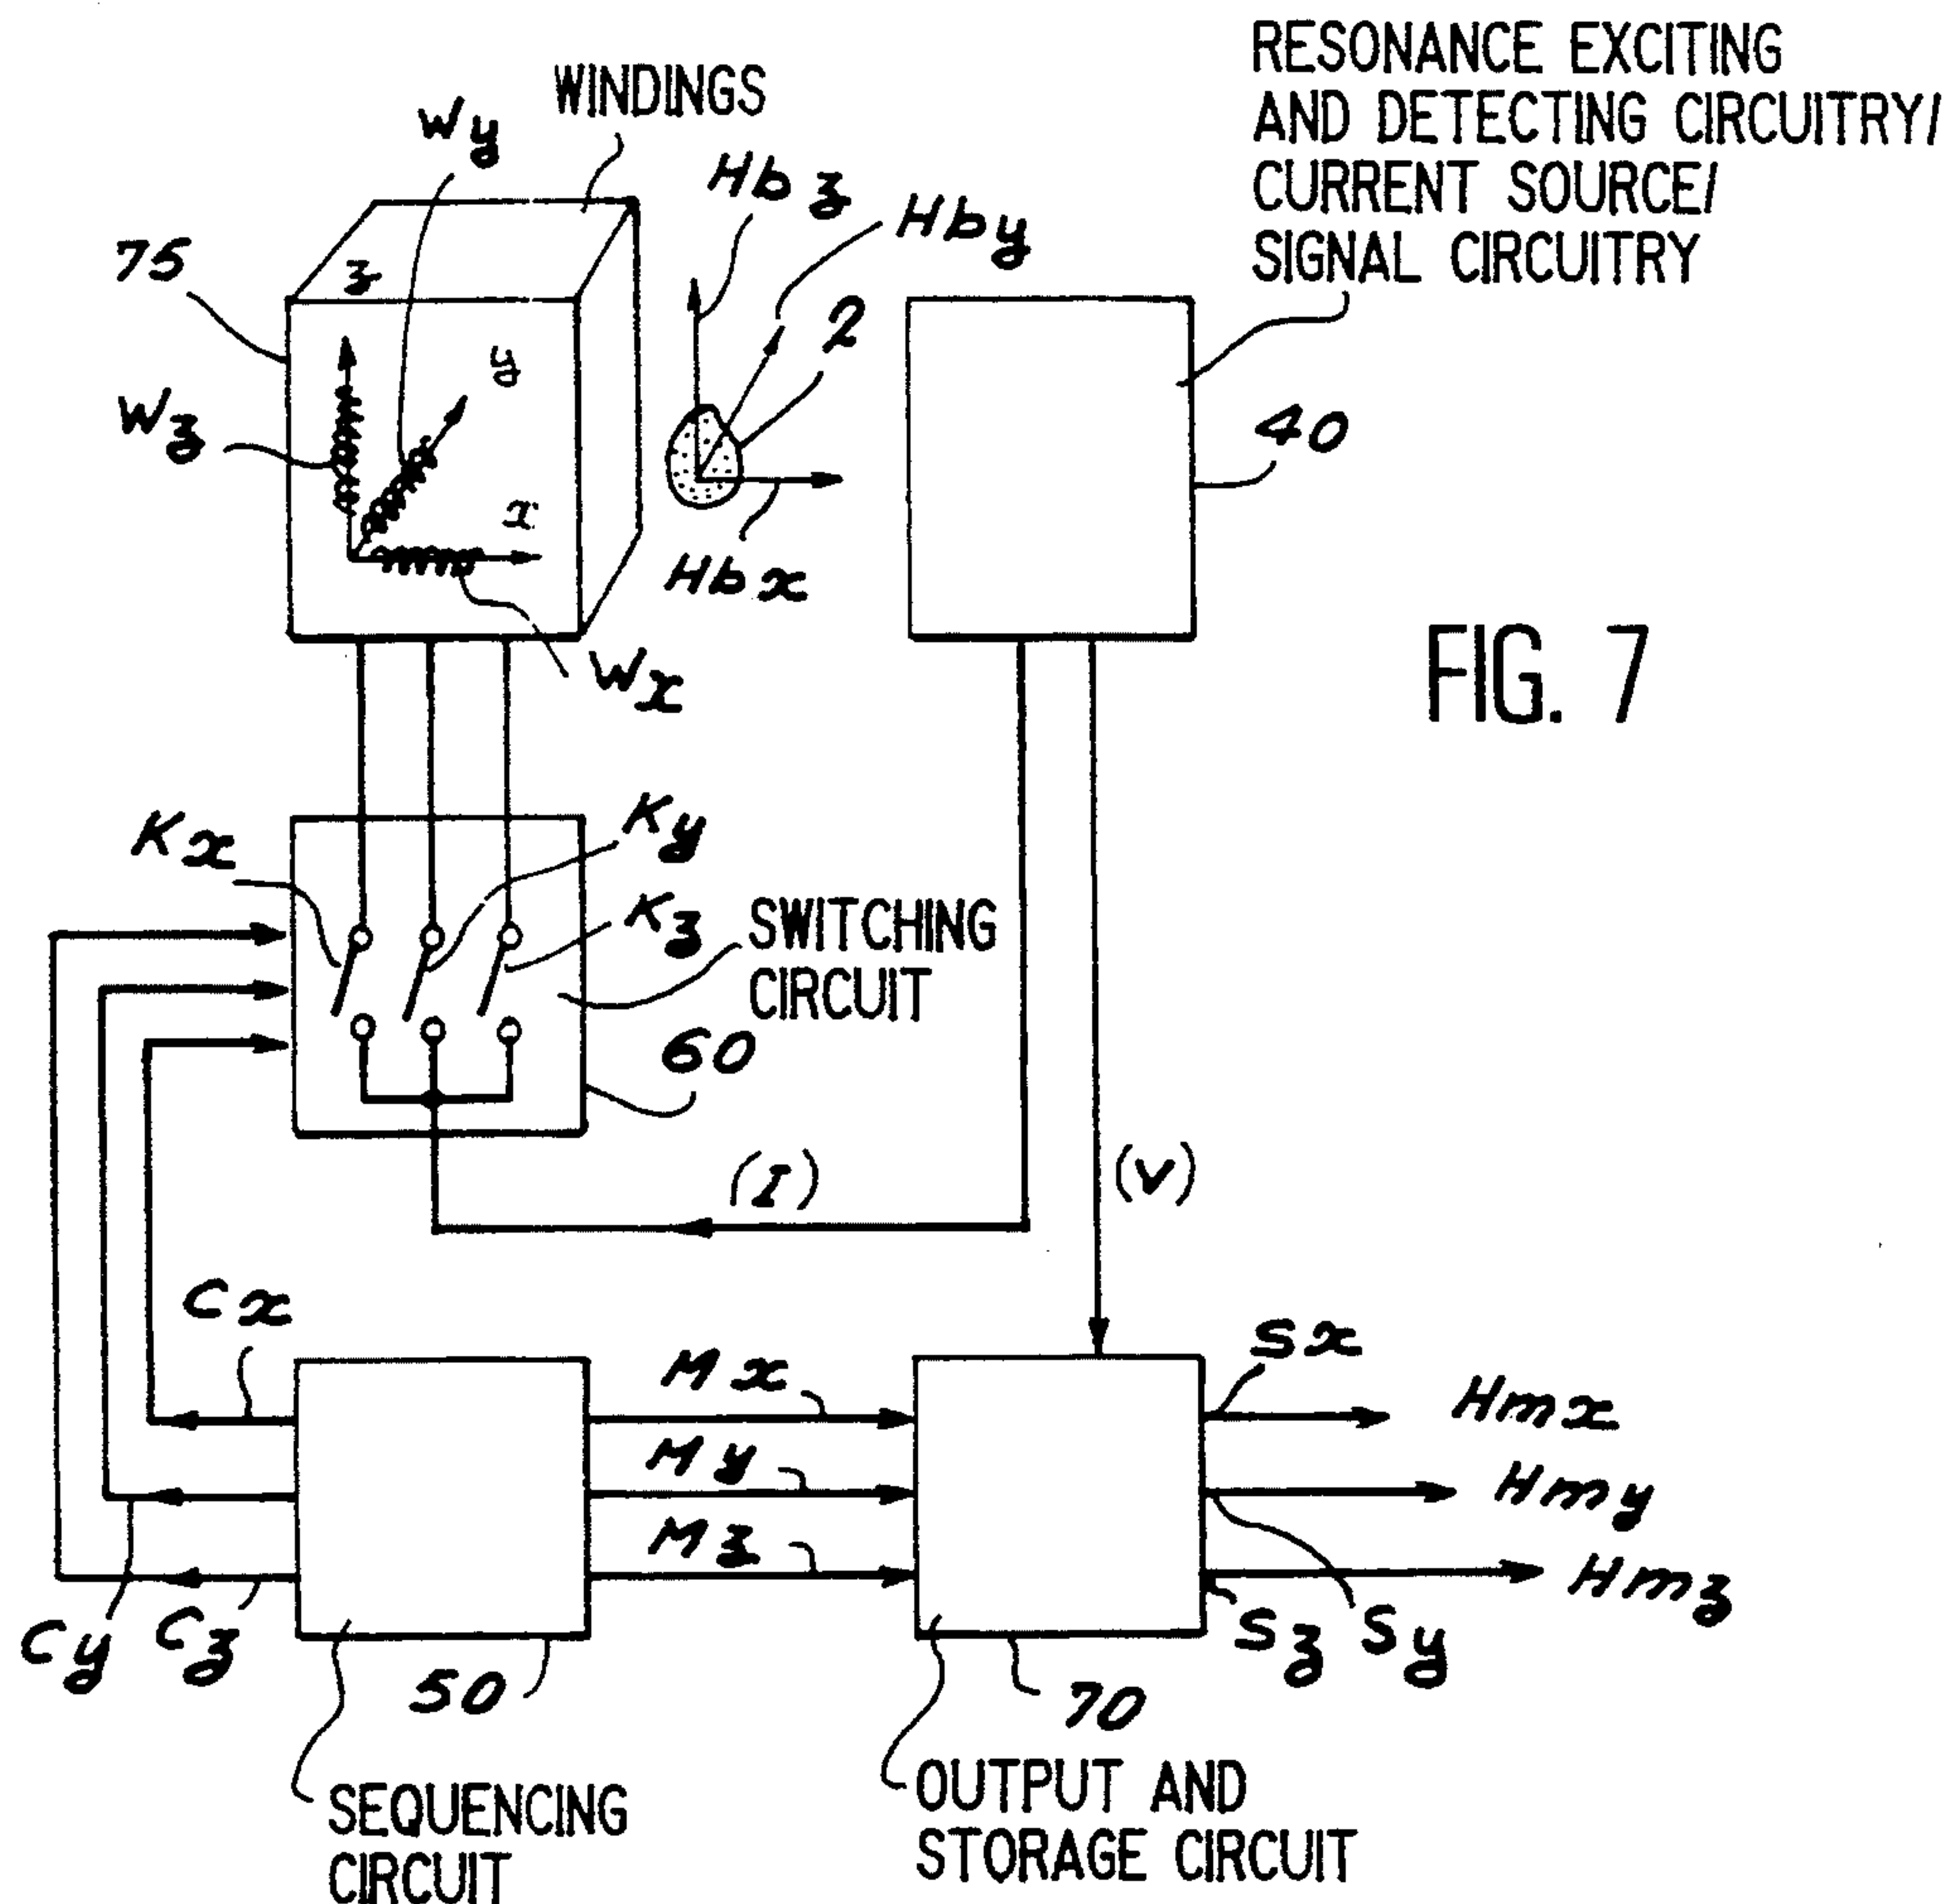 RESONANCE EXCITING
AND DETECTING CIRCUITRY/
CURRENT SOURCE/
SIGNAL CIRCUITRY
WINDINGS
Wy
Hbz
Hby
75
z
2
y
Wz
40
x
Hbx
Wx
FIG. 7
Kx
Ky
Kz
SWITCHING
CIRCUIT
60
(I)
(V)
Cx
Mx
Sx
Hmx
My
Hmy
Mz
Hmz
Cy
Cz
Sz
Sy
50
70
SEQUENCING
CIRCUIT
OUTPUT AND
STORAGE CIRCUIT